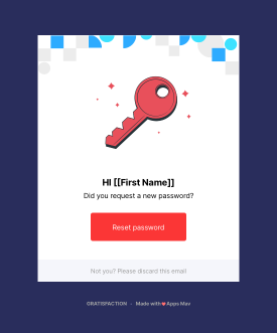 HI [[First Name]]
Did you request a new password?
Reset password
Not you? Please discard this email
GRATISFACTION - Made with ❤ Apps-Mav